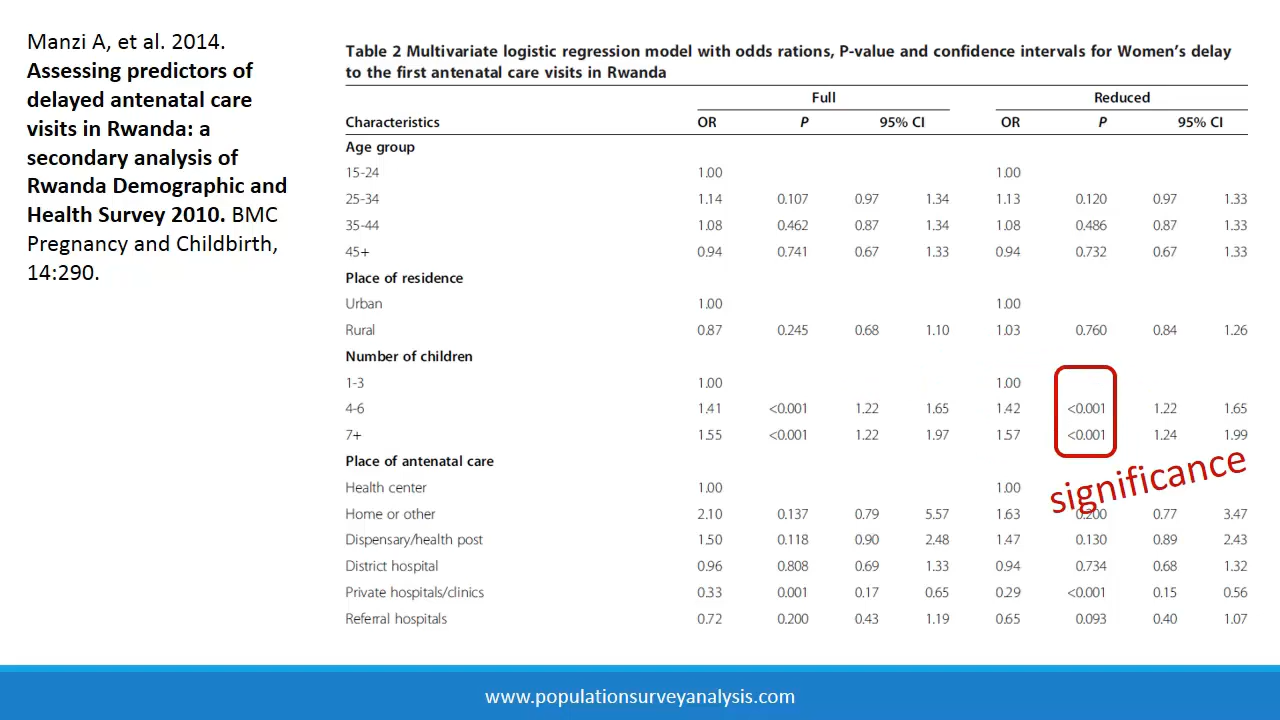 Manzi A, et al. 2014.
Assessing predictors of
delayed antenatal care
visits in Rwanda: a
secondary analysis of
Rwanda Demographic and
Health Survey 2010. BMC
Pregnancy and Childbirth,
14:290.
Table 2 Multivariate logistic regression model with odds rations, P-value and confidence intervals for Women's delay
to the first antenatal care visits in Rwanda
Full Reduced
Characteristics OR P 95% CI OR P 95% CI
Age group
15-24 1.00 1.00
25-34 1.14 0.107 0.97 1.34 1.13 0.120 0.97 1.33
35-44 1.08 0.462 0.87 1.34 1.08 0.486 0.87 1.33
45+ 0.94 0.741 0.67 1.33 0.94 0.732 0.67 1.33
Place of residence
Urban 1.00 1.00
Rural 0.87 0.245 0.68 1.10 1.03 0.760 0.84 1.26
Number of children
1-3 1.00 1.00
4-6 1.41 <0.001 1.22 1.65 1.42 <0.001 1.22 1.65
7+ 1.55 <0.001 1.22 1.97 1.57 <0.001 1.24 1.99
significance
Place of antenatal care
Health center 1.00 1.00
Home or other 2.10 0.137 0.79 5.57 1.63 0.200 0.77 3.47
Dispensary/health post 1.50 0.118 0.90 2.48 1.47 0.130 0.89 2.43
District hospital 0.96 0.808 0.69 1.33 0.94 0.734 0.68 1.32
Private hospitals/clinics 0.33 0.001 0.17 0.65 0.29 <0.001 0.15 0.56
Referral hospitals 0.72 0.200 0.43 1.19 0.65 0.093 0.40 1.07
www.populationsurveyanalysis.com